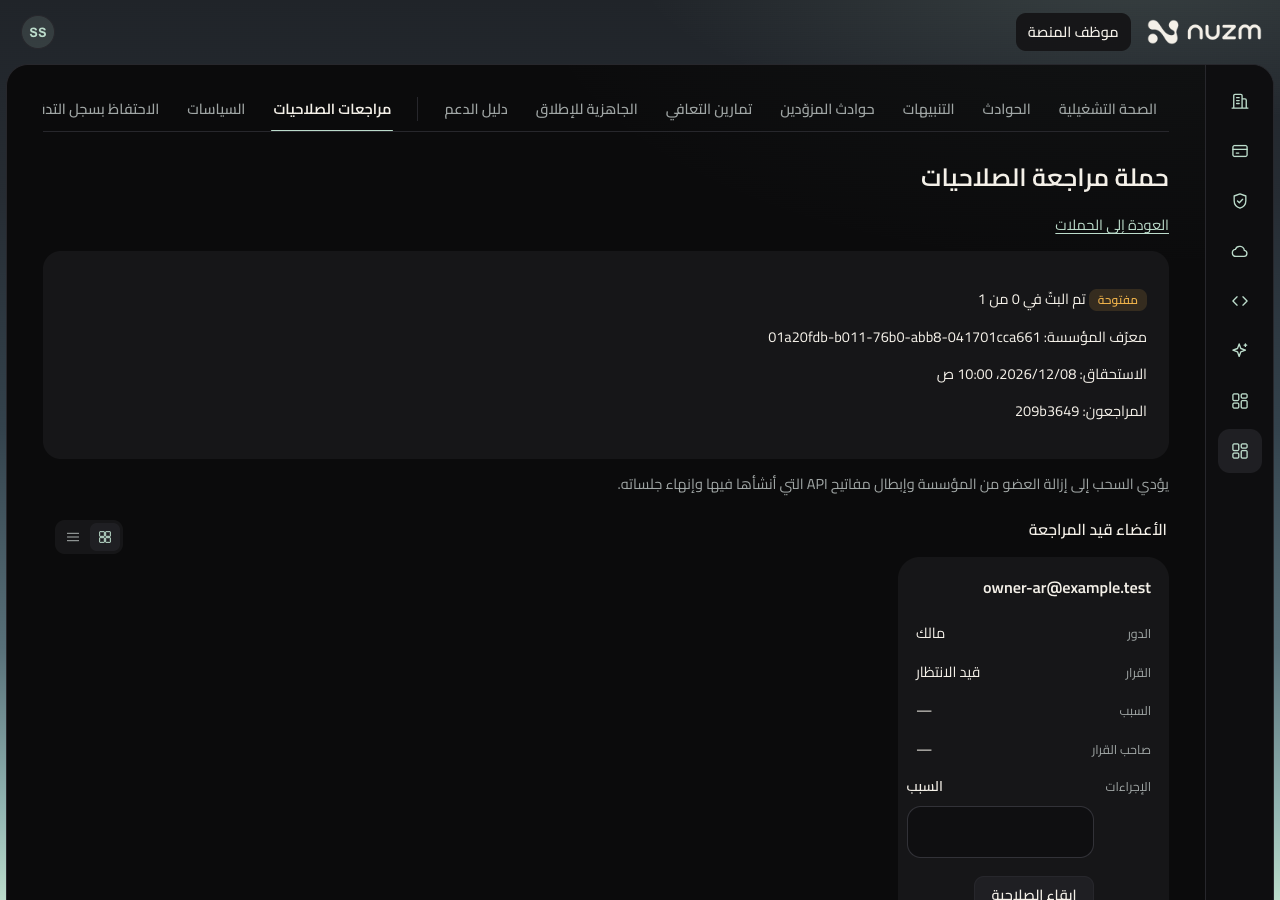 nuzm
موظف المنصة
SS
الصحة التشغيلية
الحوادث
التنبيهات
حوادث المزوّدين
تمارين التعافي
الجاهزية للإطلاق
دليل الدعم
مراجعات الصلاحيات
السياسات
الاحتفاظ بسجل
حملة مراجعة الصلاحيات
العودة إلى الحملات
مفتوحة تم البتّ في 0 من 1
معرّف المؤسسة: 01a20fdb-b011-76b0-abb8-041701cca661
الاستحقاق: 2026/12/08، 10:00 ص
المراجعون: 209b3649
يؤدي السحب إلى إزالة العضو من المؤسسة وإبطال مفاتيح API التي أنشأها فيها وإنهاء جلساته.
الأعضاء قيد المراجعة
owner-ar@example.test
الدور مالك
القرار قيد الانتظار
السبب —
صاحب القرار —
الإجراءات السبب
إبقاء الصلاحية